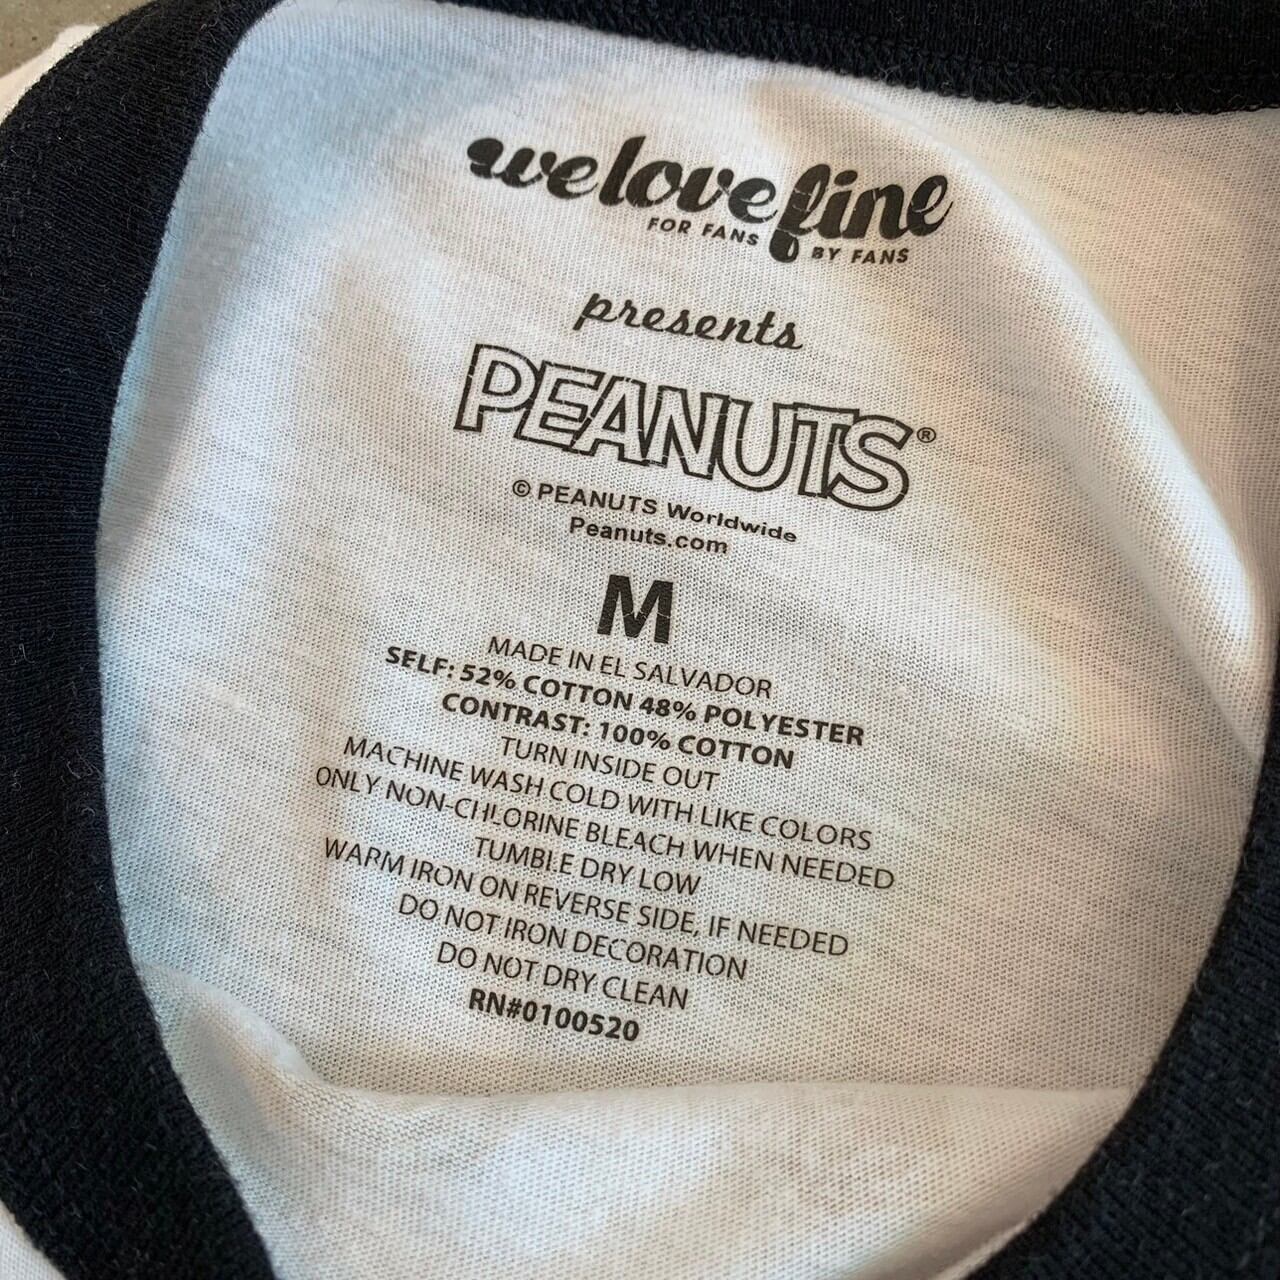 welovefine
FOR FANS BY FANS
presents
PEANUTS®
© PEANUTS Worldwide
Peanuts.com
M
MADE IN EL SALVADOR
SELF: 52% COTTON 48% POLYESTER
CONTRAST: 100% COTTON
TURN INSIDE OUT
MACHINE WASH COLD WITH LIKE COLORS
ONLY NON-CHLORINE BLEACH WHEN NEEDED
TUMBLE DRY LOW
WARM IRON ON REVERSE SIDE, IF NEEDED
DO NOT IRON DECORATION
DO NOT DRY CLEAN
RN#0100520